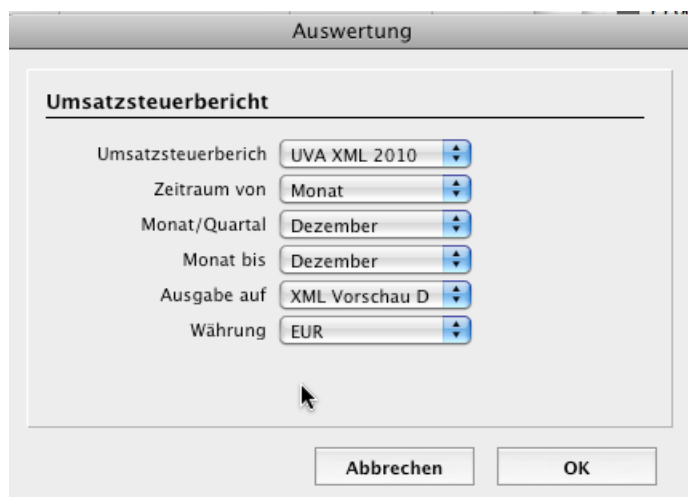 Auswertung
Umsatzsteuerbericht
Umsatzsteuerberich UVA XML 2010
Zeitraum von Monat
Monat/Quartal Dezember
Monat bis Dezember
Ausgabe auf XML Vorschau D
Währung EUR
Abbrechen OK